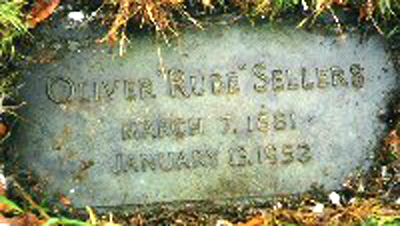 OLIVER "RUBE" SELLERS
MARCH 7, 1881
JANUARY 13, 1952